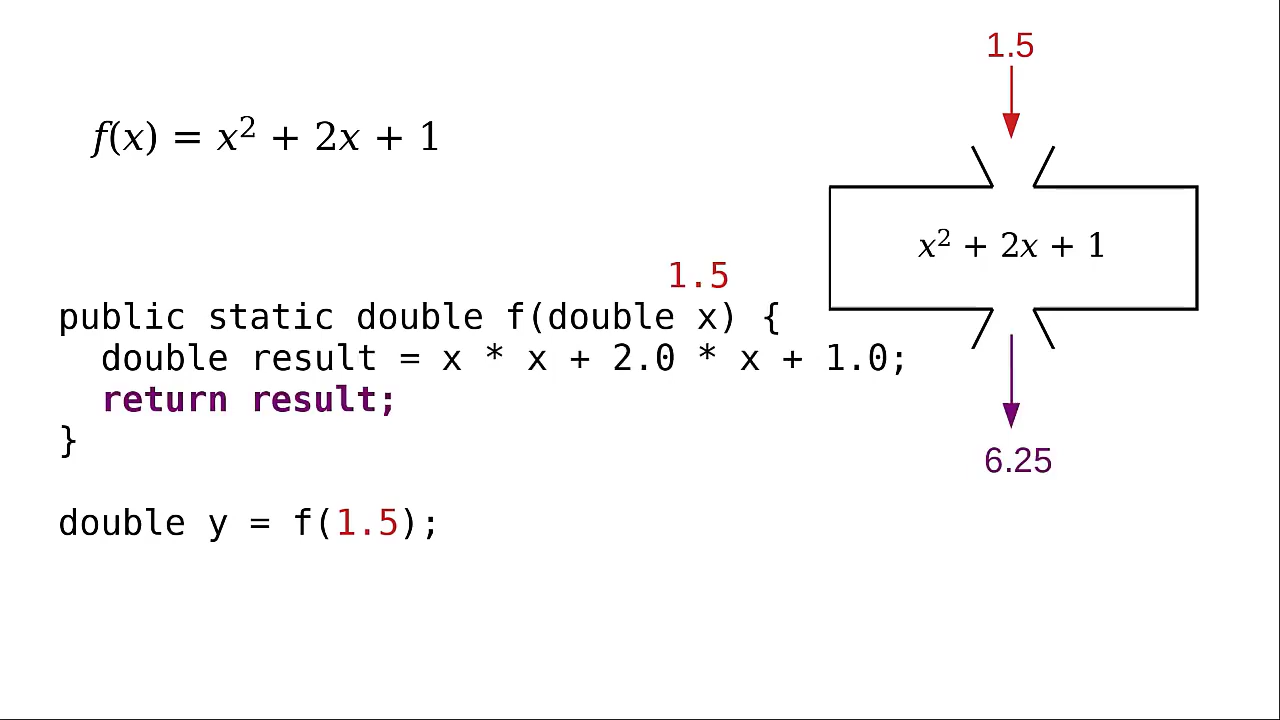 1.5
f(x) = x² + 2x + 1
x² + 2x + 1
1.5
public static double f(double x) {
  double result = x * x + 2.0 * x + 1.0;
  return result;
}
6.25
double y = f(1.5);